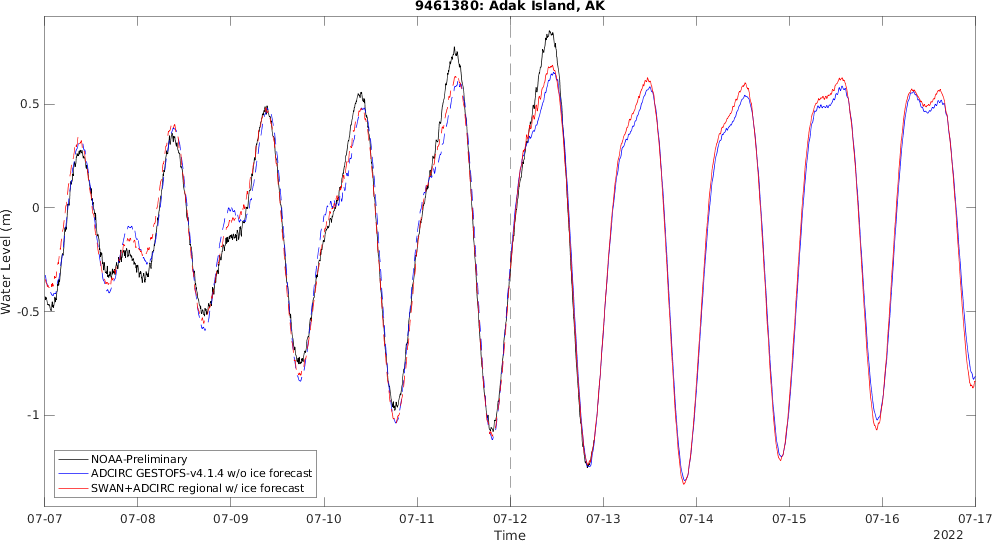 9461380: Adak Island, AK
Water Level (m)
0.5
0
-0.5
-1
NOAA-Preliminary
ADCIRC GESTOFS-v4.1.4 w/o ice forecast
SWAN+ADCIRC regional w/ ice forecast
07-07 07-08 07-09 07-10 07-11 07-12 07-13 07-14 07-15 07-16 07-17
Time
2022